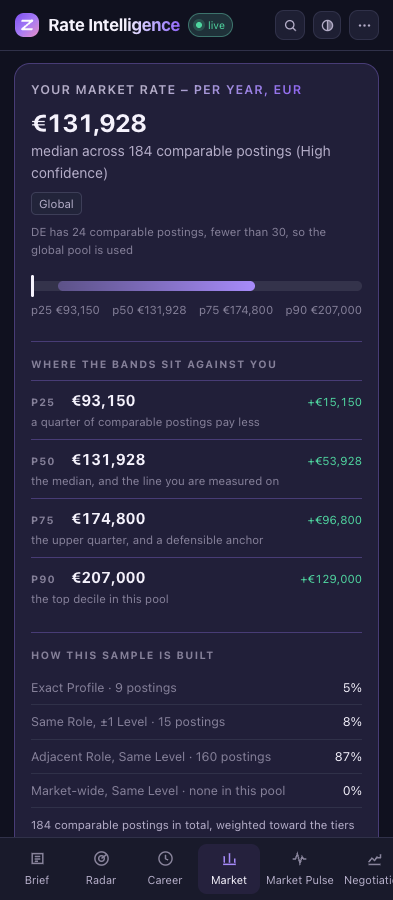 Rate Intelligence
live
YOUR MARKET RATE – PER YEAR, EUR
€131,928
median across 184 comparable postings (High
confidence)
Global
DE has 24 comparable postings, fewer than 30, so the
global pool is used
p25 €93,150 p50 €131,928 p75 €174,800 p90 €207,000
WHERE THE BANDS SIT AGAINST YOU
P25 €93,150 +€15,150
a quarter of comparable postings pay less
P50 €131,928 +€53,928
the median, and the line you are measured on
P75 €174,800 +€96,800
the upper quarter, and a defensible anchor
P90 €207,000 +€129,000
the top decile in this pool
HOW THIS SAMPLE IS BUILT
Exact Profile · 9 postings 5%
Same Role, ±1 Level · 15 postings 8%
Adjacent Role, Same Level · 160 postings 87%
Market-wide, Same Level · none in this pool 0%
184 comparable postings in total, weighted toward the tiers
Brief Radar Career Market Market Pulse Negotiati